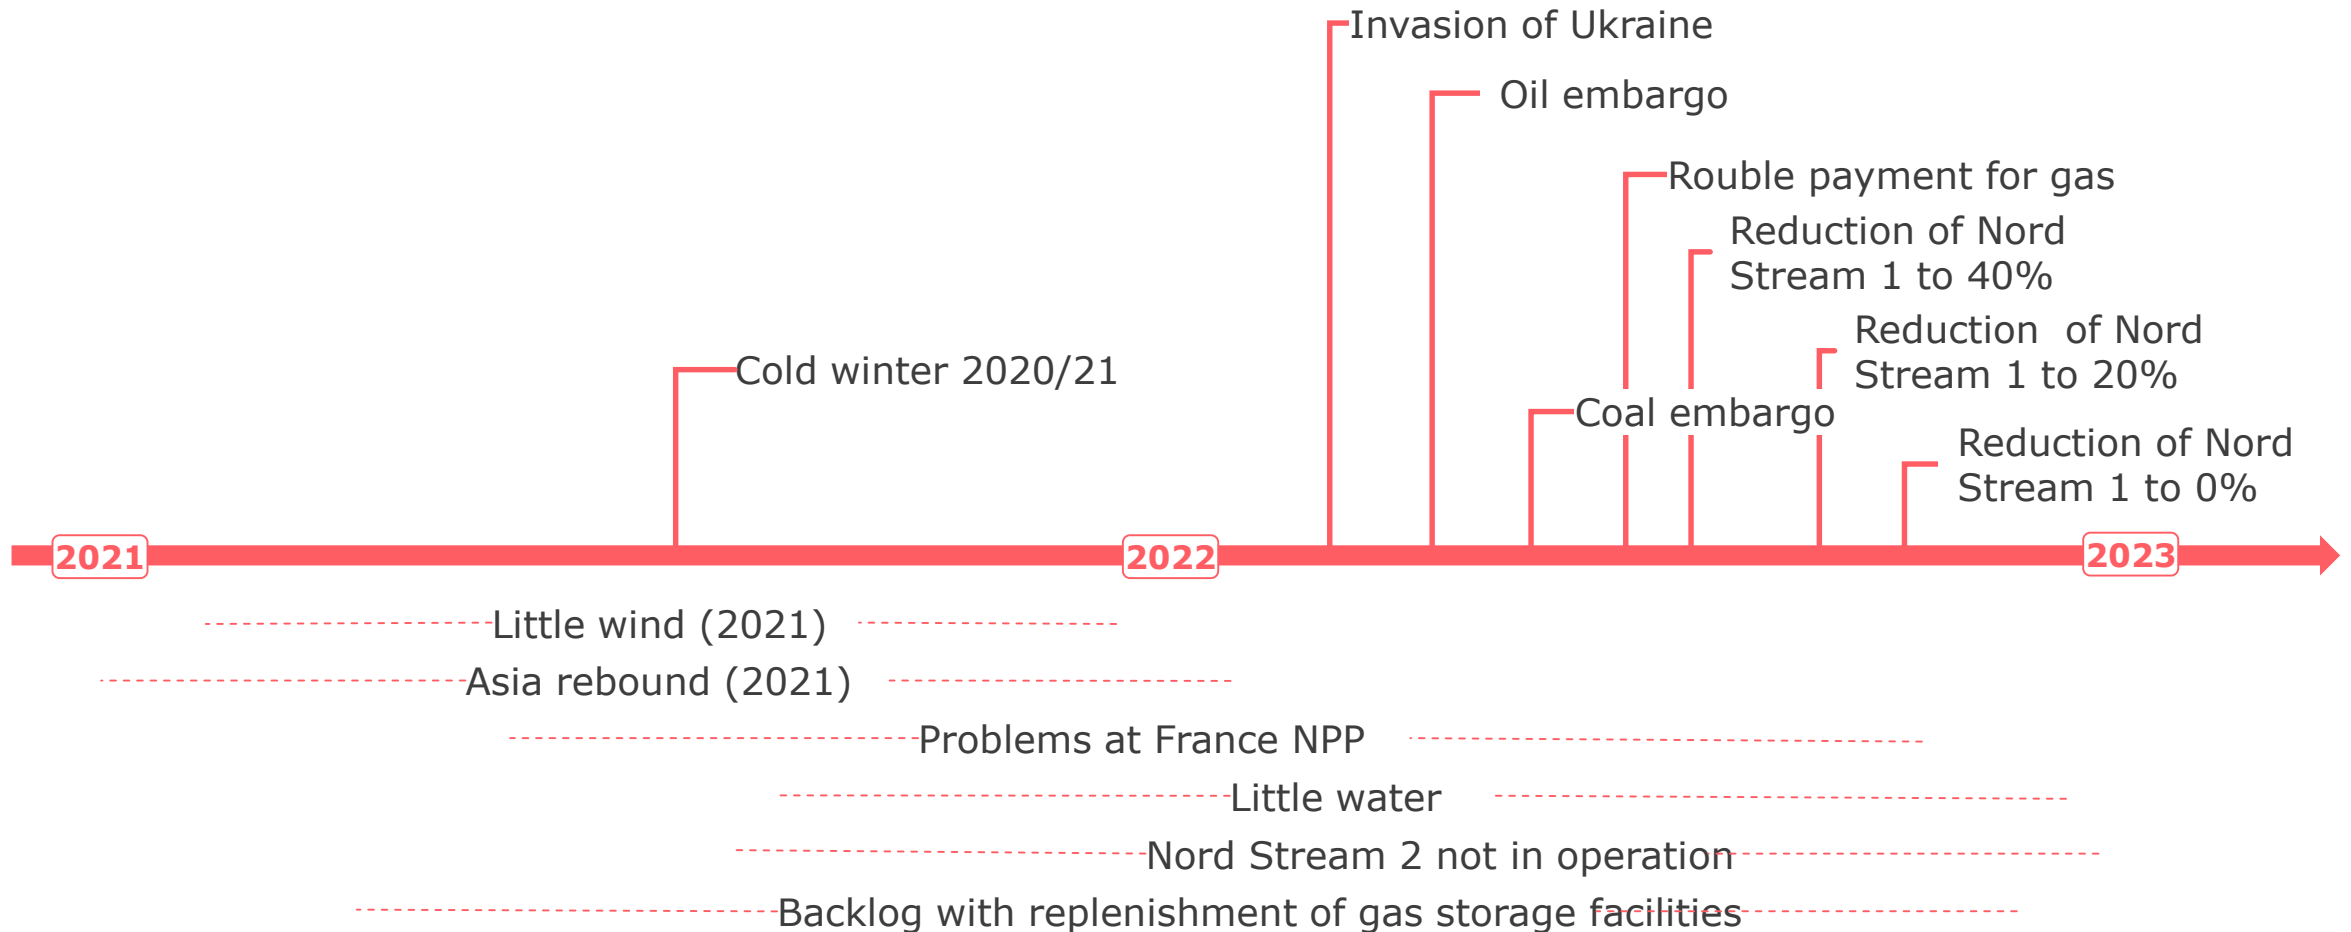 Invasion of Ukraine
Oil embargo
Rouble payment for gas
Reduction of Nord
Stream 1 to 40%
Reduction  of Nord
Stream 1 to 20%
Cold winter 2020/21
Coal embargo
Reduction of Nord
Stream 1 to 0%
2021
2022
2023
Little wind (2021)
Asia rebound (2021)
Problems at France NPP
Little water
Nord Stream 2 not in operation
Backlog with replenishment of gas storage facilities